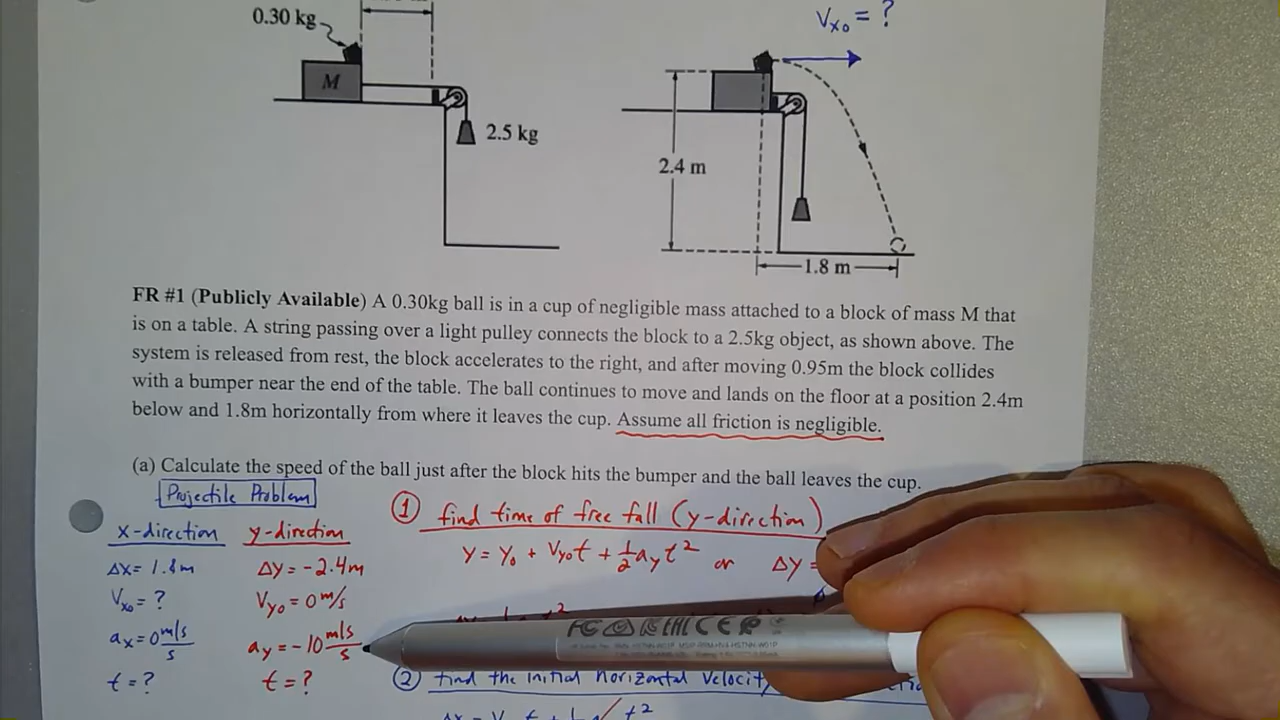 0.30 kg
Vxo = ?
M
2.5 kg
2.4 m
1.8 m
FR #1 (Publicly Available) A 0.30kg ball is in a cup of negligible mass attached to a block of mass M that
is on a table. A string passing over a light pulley connects the block to a 2.5kg object, as shown above. The
system is released from rest, the block accelerates to the right, and after moving 0.95m the block collides
with a bumper near the end of the table. The ball continues to move and lands on the floor at a position 2.4m
below and 1.8m horizontally from where it leaves the cup. Assume all friction is negligible.
(a) Calculate the speed of the ball just after the block hits the bumper and the ball leaves the cup.
Projectile Problem
x-direction
Δx = 1.8m
Vxo = ?
ax = 0 m/s/s
t = ?
y-direction
Δy = -2.4m
Vyo = 0 m/s
ay = -10 m/s/s
t = ?
① find time of free fall (y-direction)
y = yo + Vyot + ½ayt² or Δy =
② find the initial horizontal velocity